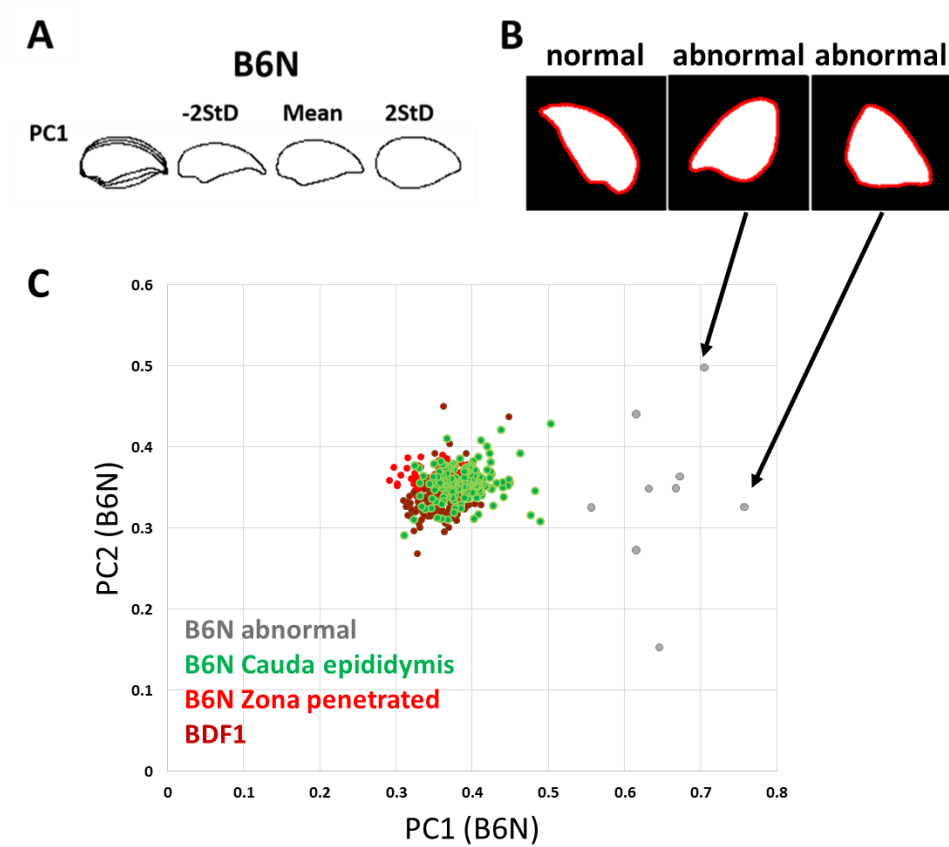 A
B6N
-2StD Mean 2StD
PC1
B
normal abnormal abnormal
C
PC2 (B6N)
0.6
0.5
0.4
0.3
0.2
0.1
0
B6N abnormal
B6N Cauda epididymis
B6N Zona penetrated
BDF1
0 0.1 0.2 0.3 0.4 0.5 0.6 0.7 0.8
PC1 (B6N)